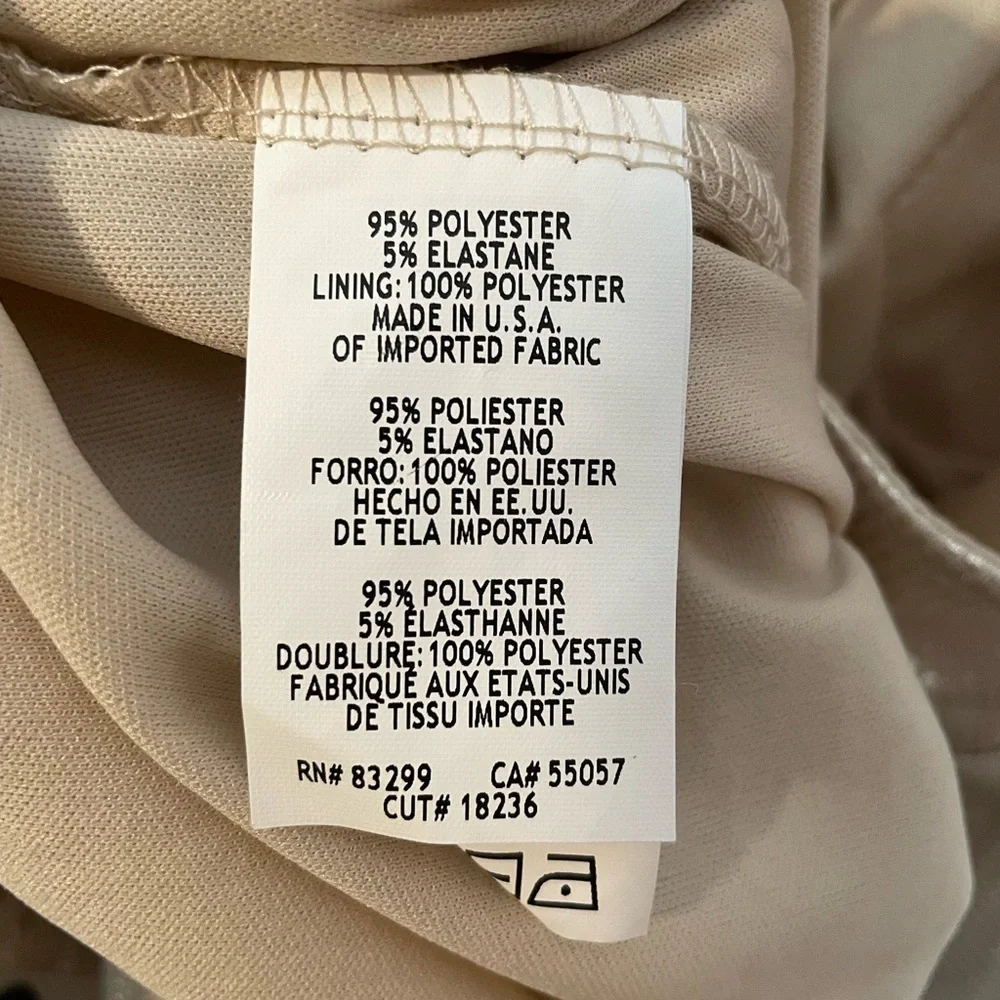 95% POLYESTER
5% ELASTANE
LINING: 100% POLYESTER
MADE IN U.S.A.
OF IMPORTED FABRIC
95% POLIESTER
5% ELASTANO
FORRO: 100% POLIESTER
HECHO EN EE.UU.
DE TELA IMPORTADA
95% POLYESTER
5% ÉLASTHANNE
DOUBLURE: 100% POLYESTER
FABRIQUÉ AUX ETATS-UNIS
DE TISSU IMPORTE
RN# 83299 CA# 55057
CUT# 18236